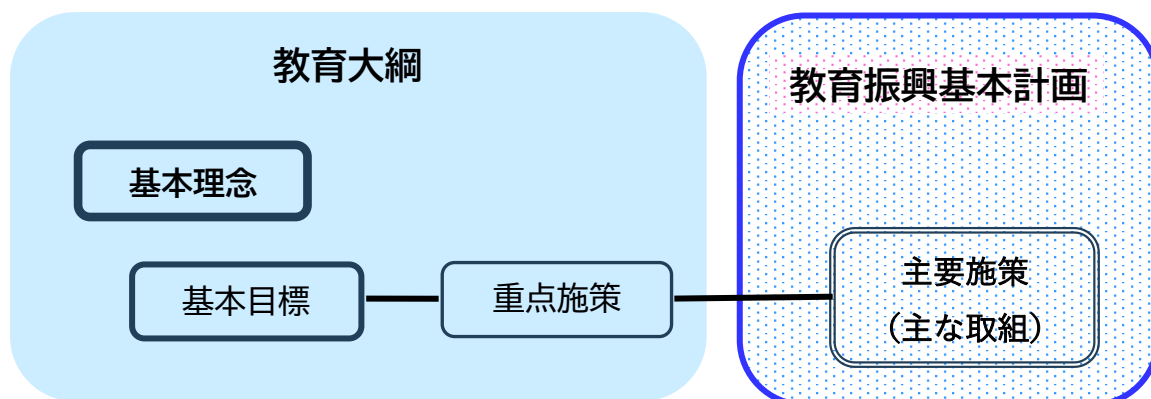 教育大綱
教育振興基本計画
基本理念
基本目標
重点施策
主要施策
（主な取組）